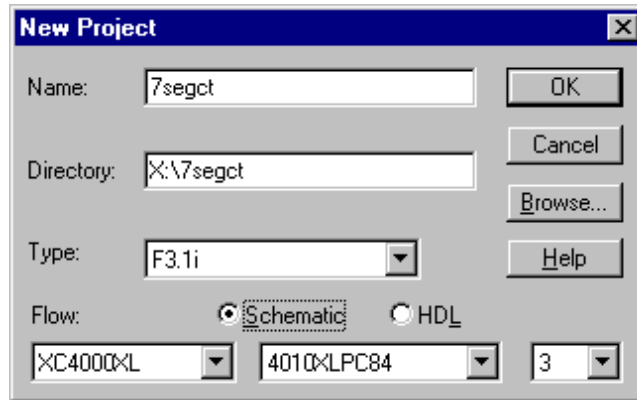 New Project
Name: 7segct OK
Cancel
Directory: X:\7segct
Browse...
Type: F3.1i Help
Flow: Schematic HDL
XC4000XL 4010XLPC84 3